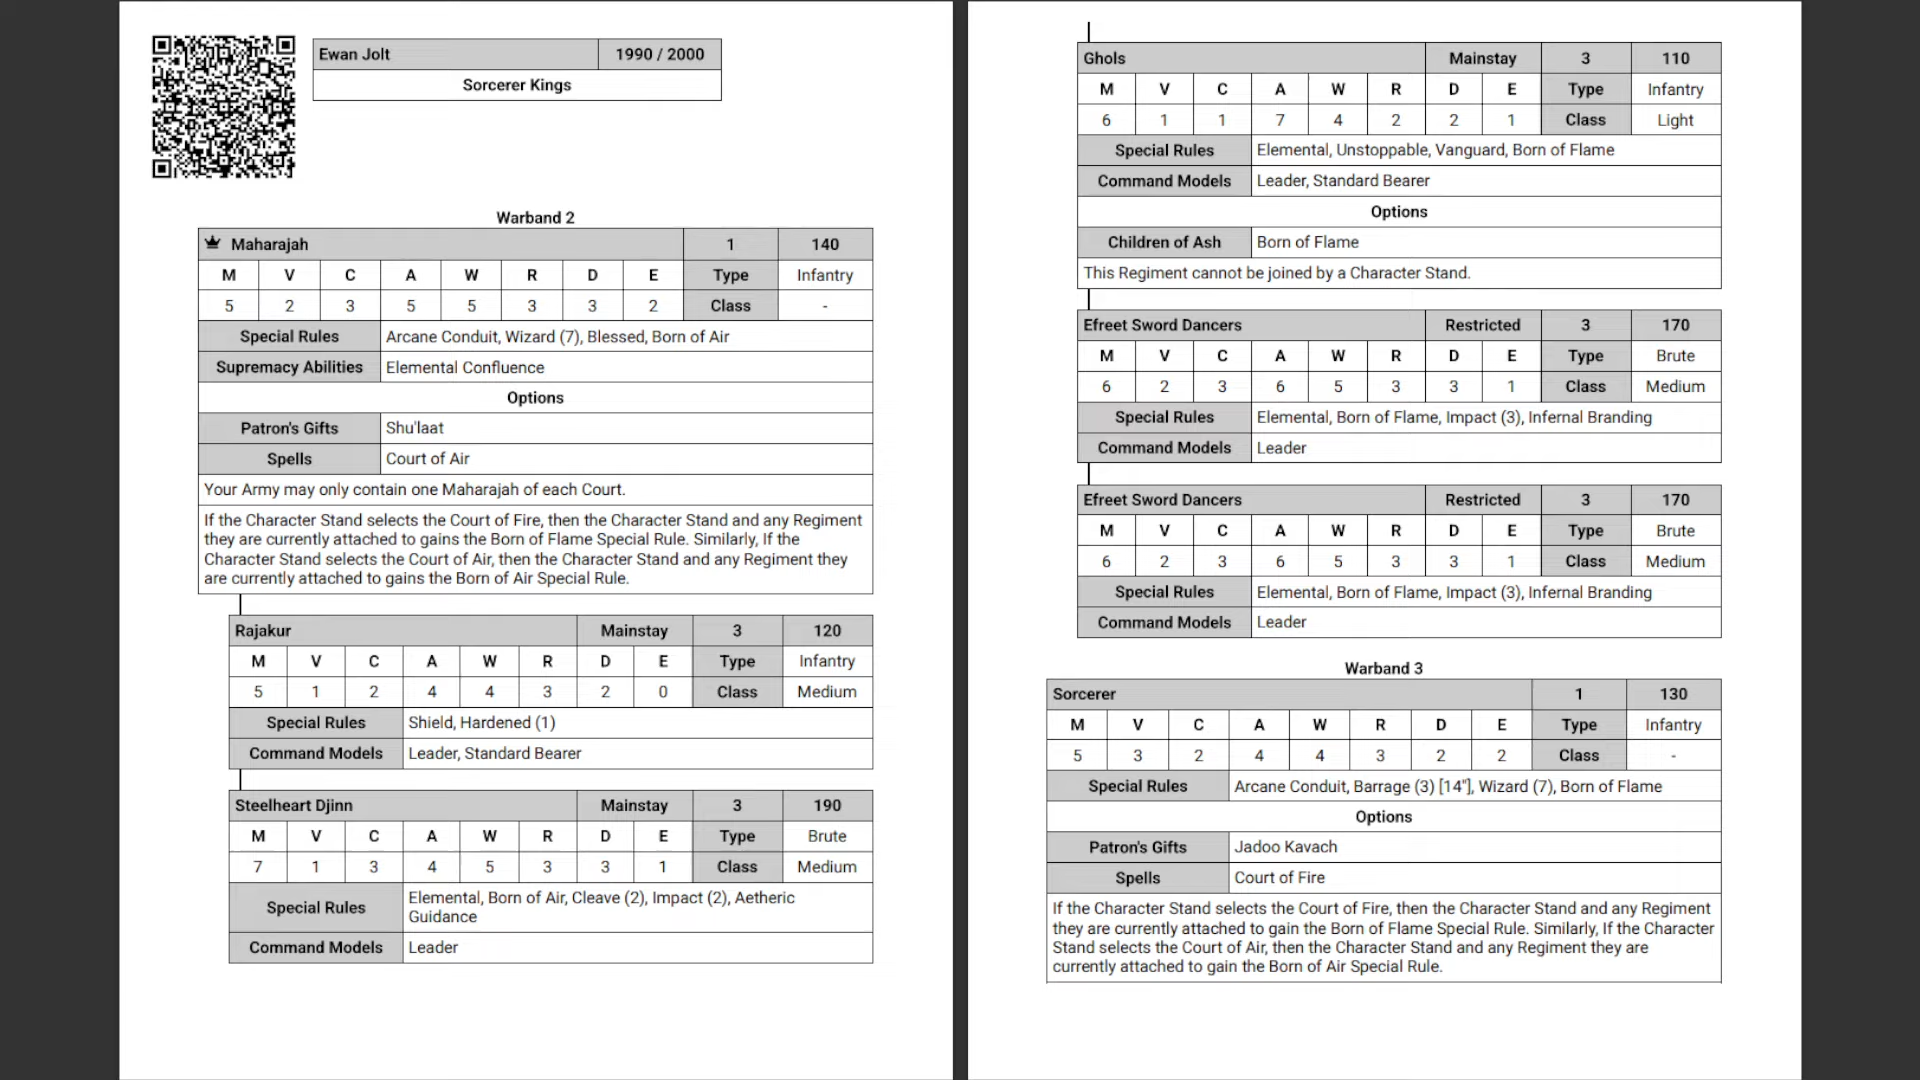 Ewan Jolt 1990 / 2000
Sorcerer Kings
Warband 2
Maharajah 1 140
M V C A W R D E Type Infantry
5 2 3 5 5 3 3 2 Class -
Special Rules Arcane Conduit, Wizard (7), Blessed, Born of Air
Supremacy Abilities Elemental Confluence
Options
Patron's Gifts Shu'laat
Spells Court of Air
Your Army may only contain one Maharajah of each Court.
If the Character Stand selects the Court of Fire, then the Character Stand and any Regiment
they are currently attached to gains the Born of Flame Special Rule. Similarly, If the
Character Stand selects the Court of Air, then the Character Stand and any Regiment they
are currently attached to gains the Born of Air Special Rule.
Rajakur Mainstay 3 120
M V C A W R D E Type Infantry
5 1 2 4 4 3 2 0 Class Medium
Special Rules Shield, Hardened (1)
Command Models Leader, Standard Bearer
Steelheart Djinn Mainstay 3 190
M V C A W R D E Type Brute
7 1 3 4 5 3 3 1 Class Medium
Special Rules Elemental, Born of Air, Cleave (2), Impact (2), Aetheric
Guidance
Command Models Leader
Ghols Mainstay 3 110
M V C A W R D E Type Infantry
6 1 1 7 4 2 2 1 Class Light
Special Rules Elemental, Unstoppable, Vanguard, Born of Flame
Command Models Leader, Standard Bearer
Options
Children of Ash Born of Flame
This Regiment cannot be joined by a Character Stand.
Efreet Sword Dancers Restricted 3 170
M V C A W R D E Type Brute
6 2 3 6 5 3 3 1 Class Medium
Special Rules Elemental, Born of Flame, Impact (3), Infernal Branding
Command Models Leader
Efreet Sword Dancers Restricted 3 170
M V C A W R D E Type Brute
6 2 3 6 5 3 3 1 Class Medium
Special Rules Elemental, Born of Flame, Impact (3), Infernal Branding
Command Models Leader
Warband 3
Sorcerer 1 130
M V C A W R D E Type Infantry
5 3 2 4 4 3 2 2 Class -
Special Rules Arcane Conduit, Barrage (3) [14"], Wizard (7), Born of Flame
Options
Patron's Gifts Jadoo Kavach
Spells Court of Fire
If the Character Stand selects the Court of Fire, then the Character Stand and any Regiment
they are currently attached to gain the Born of Flame Special Rule. Similarly, If the Character
Stand selects the Court of Air, then the Character Stand and any Regiment they are
currently attached to gain the Born of Air Special Rule.